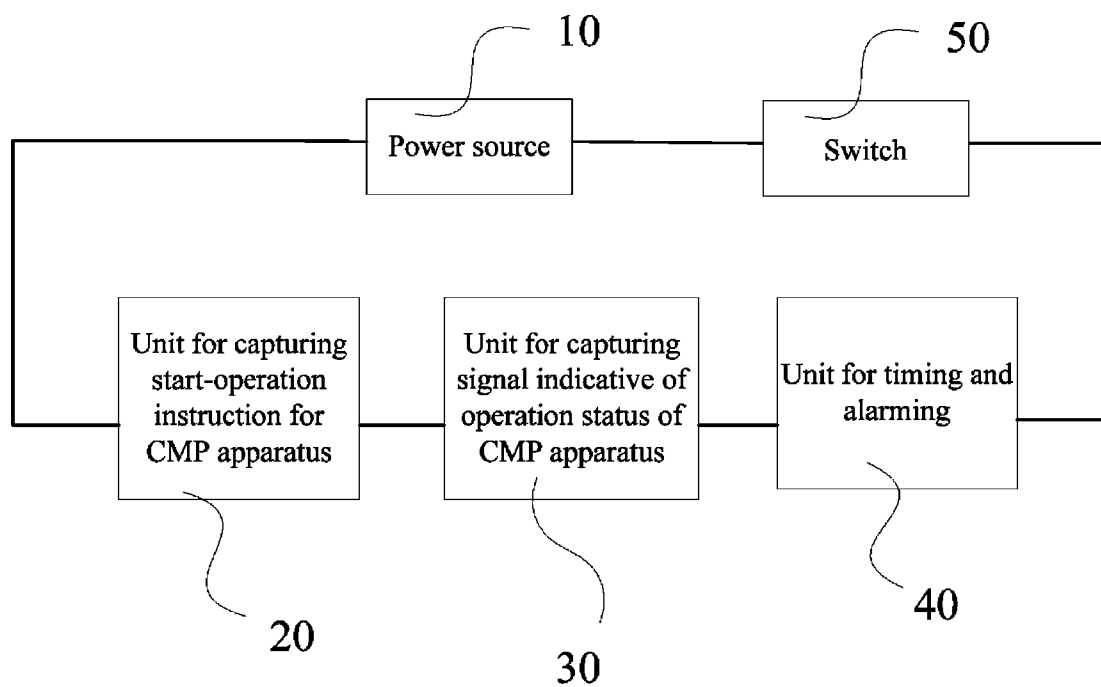 10
50
Power source
Switch
Unit for capturing
start-operation
instruction for
CMP apparatus
Unit for capturing
signal indicative of
operation status of
CMP apparatus
Unit for timing and
alarming
20
30
40